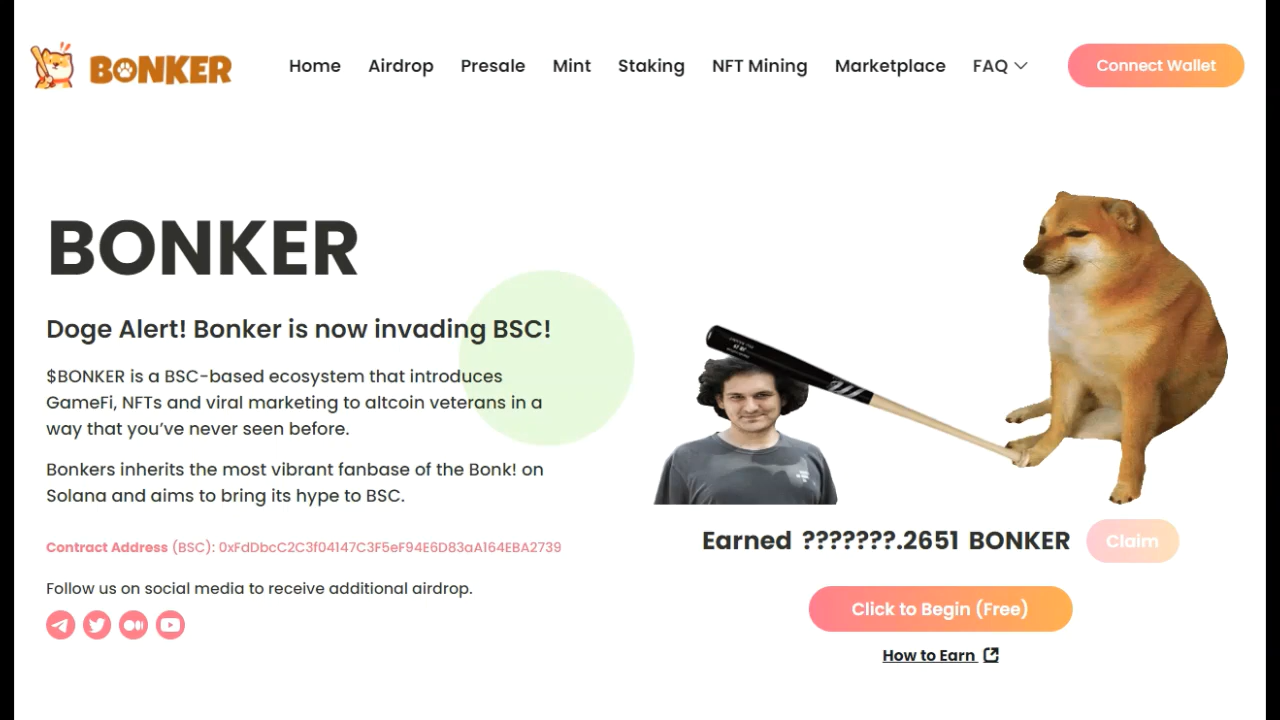 BONKER
Home Airdrop Presale Mint Staking NFT Mining Marketplace FAQ Connect Wallet
BONKER
Doge Alert! Bonker is now invading BSC!
$BONKER is a BSC-based ecosystem that introduces
GameFi, NFTs and viral marketing to altcoin veterans in a
way that you’ve never seen before.
Bonkers inherits the most vibrant fanbase of the Bonk! on
Solana and aims to bring its hype to BSC.
Contract Address (BSC): 0xFdDbcC2C3f04147C3F5eF94E6D83aA164EBA2739
Follow us on social media to receive additional airdrop.
Earned ???????.2651 BONKER Claim
Click to Begin (Free)
How to Earn